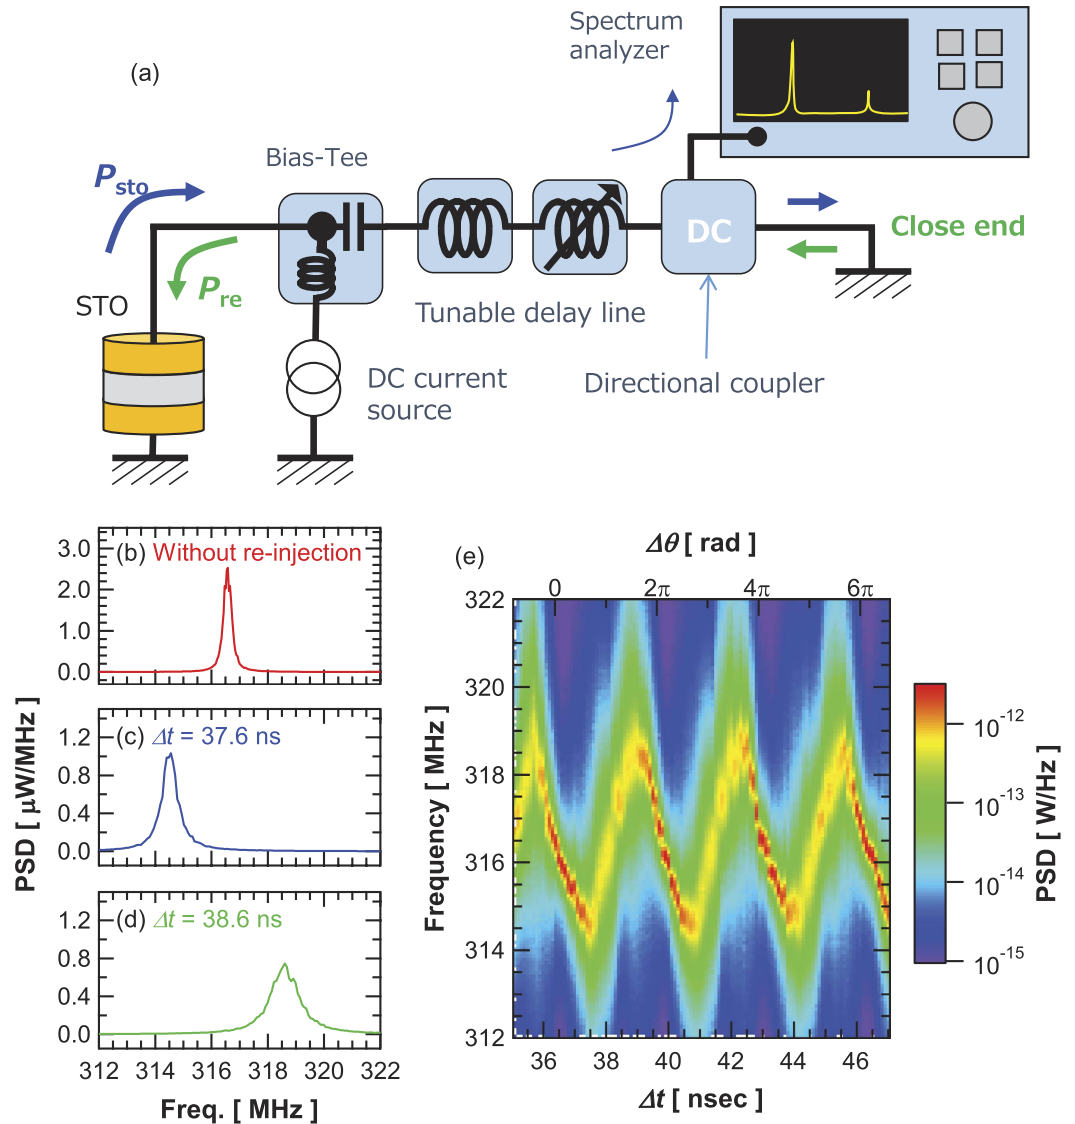 (a)
Spectrum
analyzer
Bias-Tee
Psto
Pre
STO
DC
Close end
Tunable delay line
DC current
source
Directional coupler
(b) Without re-injection
3.0
2.0
1.0
0.0
(c) Δt = 37.6 ns
1.2
0.8
0.4
0.0
(d) Δt = 38.6 ns
1.2
0.8
0.4
0.0
PSD [ μW/MHz]
312 314 316 318 320 322
Freq. [ MHz]
(e)
Δθ [ rad ]
0 2π 4π 6π
322
320
318
316
314
312
Frequency [ MHz]
36 38 40 42 44 46
Δt [ nsec ]
10-12
10-13
10-14
10-15
PSD [ W/Hz]